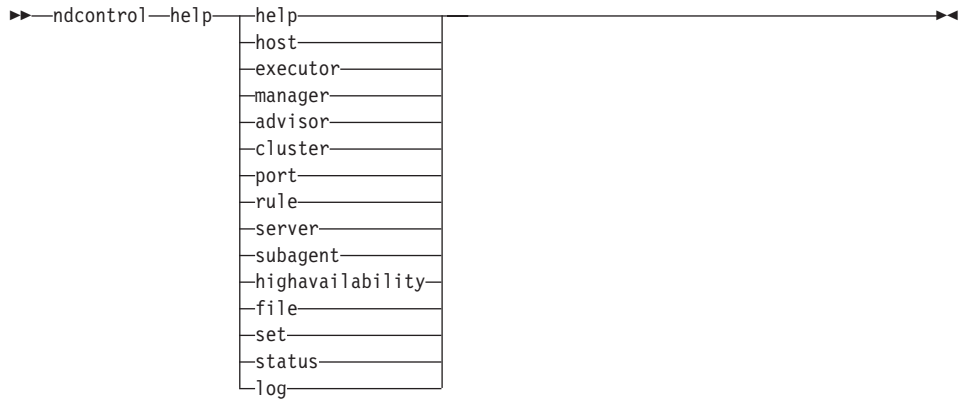 ndcontrol help help
host
executor
manager
advisor
cluster
port
rule
server
subagent
highavailability
file
set
status
log